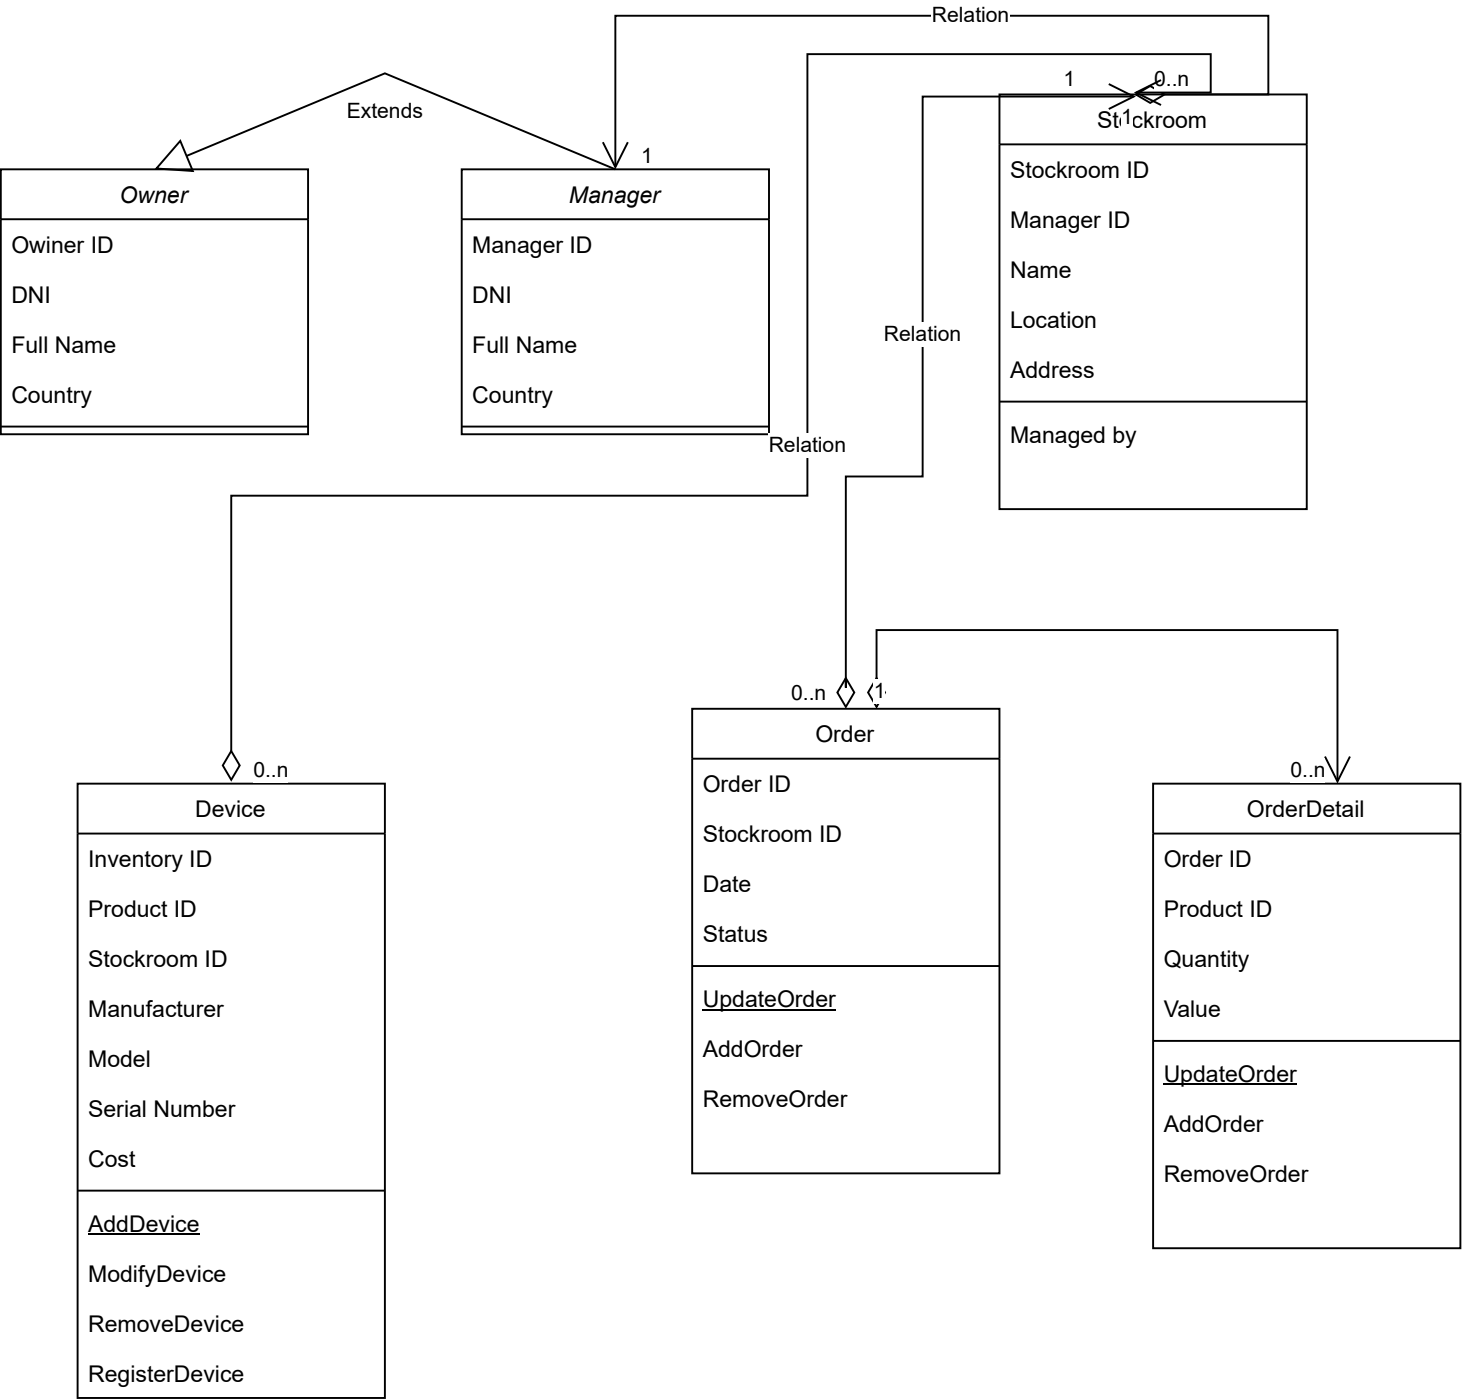 Relation
1
0..n
Extends
1
Stockroom
1
Owner
Owiner ID
DNI
Full Name
Country
Manager
Manager ID
DNI
Full Name
Country
Stockroom ID
Manager ID
Name
Location
Address
Managed by
Relation
Relation
0..n
1
Order
Order ID
Stockroom ID
Date
Status
UpdateOrder
AddOrder
RemoveOrder
0..n
Device
Inventory ID
Product ID
Stockroom ID
Manufacturer
Model
Serial Number
Cost
AddDevice
ModifyDevice
RemoveDevice
RegisterDevice
0..n
OrderDetail
Order ID
Product ID
Quantity
Value
UpdateOrder
AddOrder
RemoveOrder